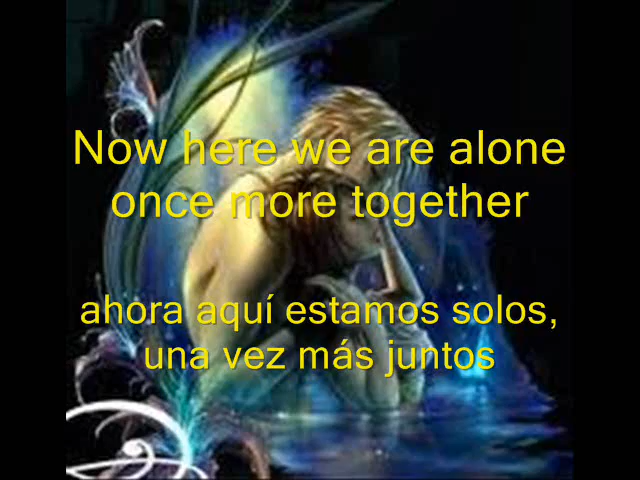 Now here we are alone
once more together
ahora aquí estamos solos,
una vez más juntos